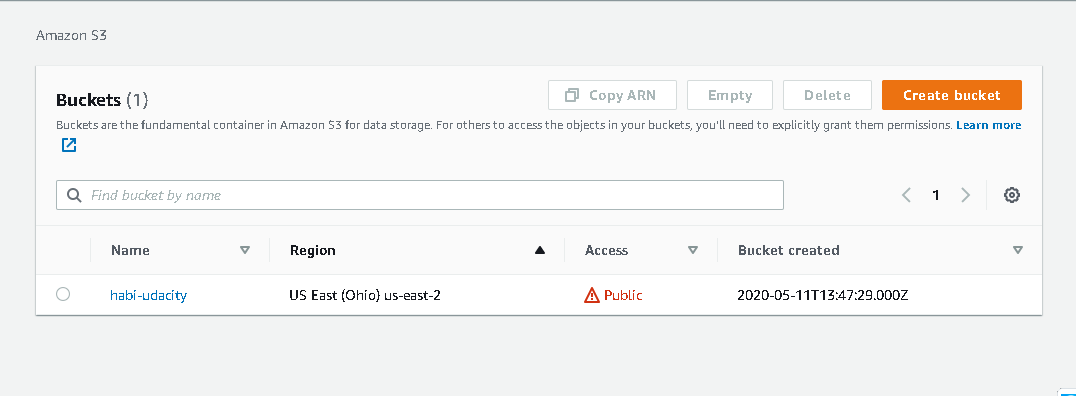 Amazon S3
Buckets (1)
Copy ARN
Empty
Delete
Create bucket
Buckets are the fundamental container in Amazon S3 for data storage. For others to access the objects in your buckets, you'll need to explicitly grant them permissions. Learn more
Find bucket by name
1
Name Region Access Bucket created
habi-udacity US East (Ohio) us-east-2 Public 2020-05-11T13:47:29.000Z